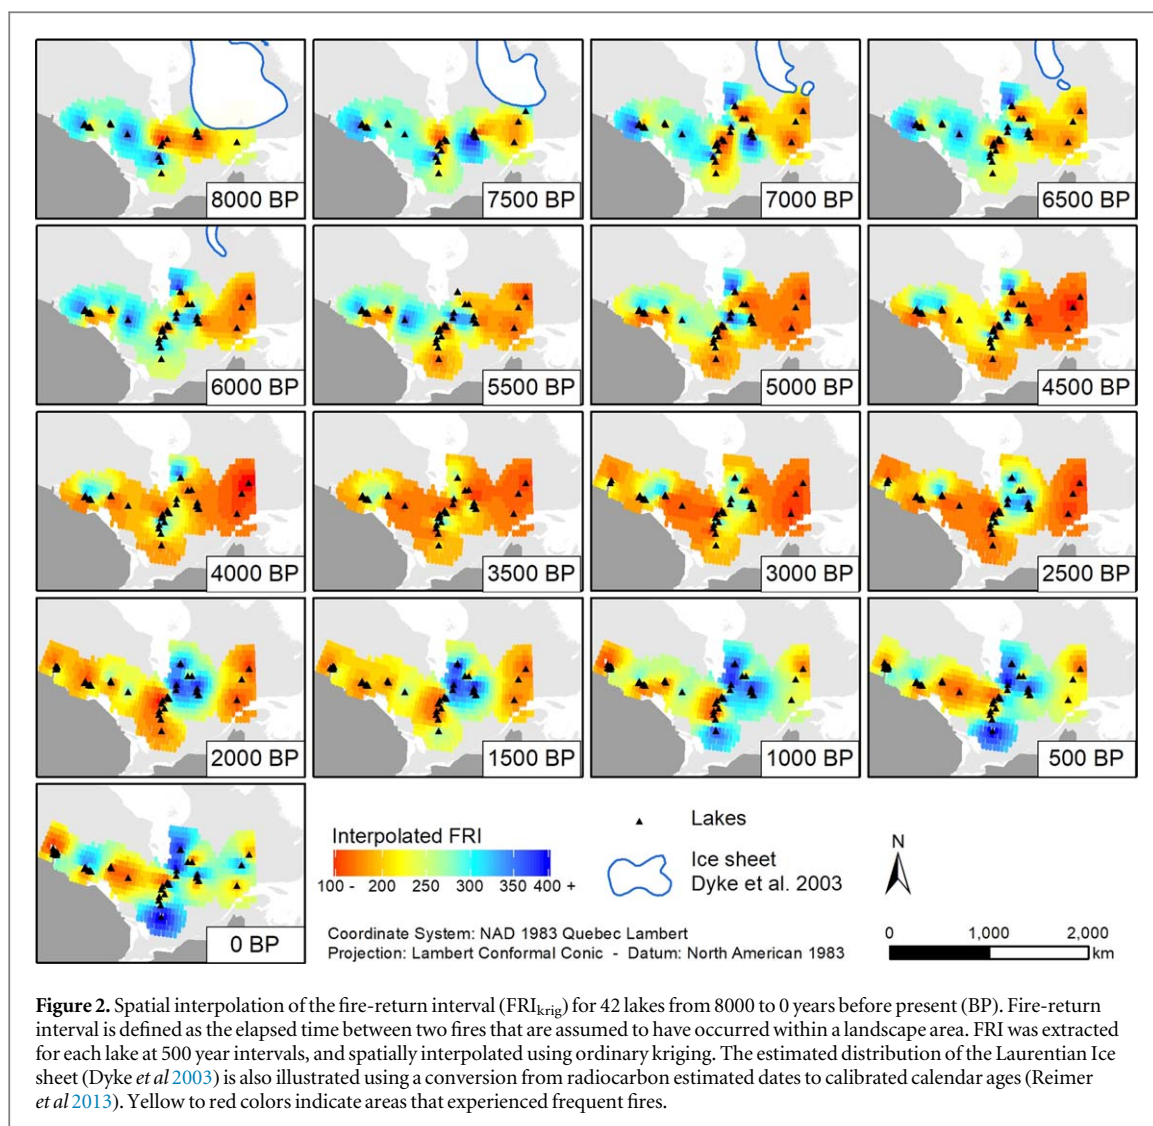 8000 BP
7500 BP
7000 BP
6500 BP
6000 BP
5500 BP
5000 BP
4500 BP
4000 BP
3500 BP
3000 BP
2500 BP
2000 BP
1500 BP
1000 BP
500 BP
0 BP
Interpolated FRI
100 - 200 250 300 350 400 +
Lakes
Ice sheet
Dyke et al. 2003
N
Coordinate System: NAD 1983 Quebec Lambert
Projection: Lambert Conformal Conic - Datum: North American 1983
0 1,000 2,000
km
Figure 2. Spatial interpolation of the fire-return interval (FRIkrig) for 42 lakes from 8000 to 0 years before present (BP). Fire-return
interval is defined as the elapsed time between two fires that are assumed to have occurred within a landscape area. FRI was extracted
for each lake at 500 year intervals, and spatially interpolated using ordinary kriging. The estimated distribution of the Laurentian Ice
sheet (Dyke et al 2003) is also illustrated using a conversion from radiocarbon estimated dates to calibrated calendar ages (Reimer
et al 2013). Yellow to red colors indicate areas that experienced frequent fires.